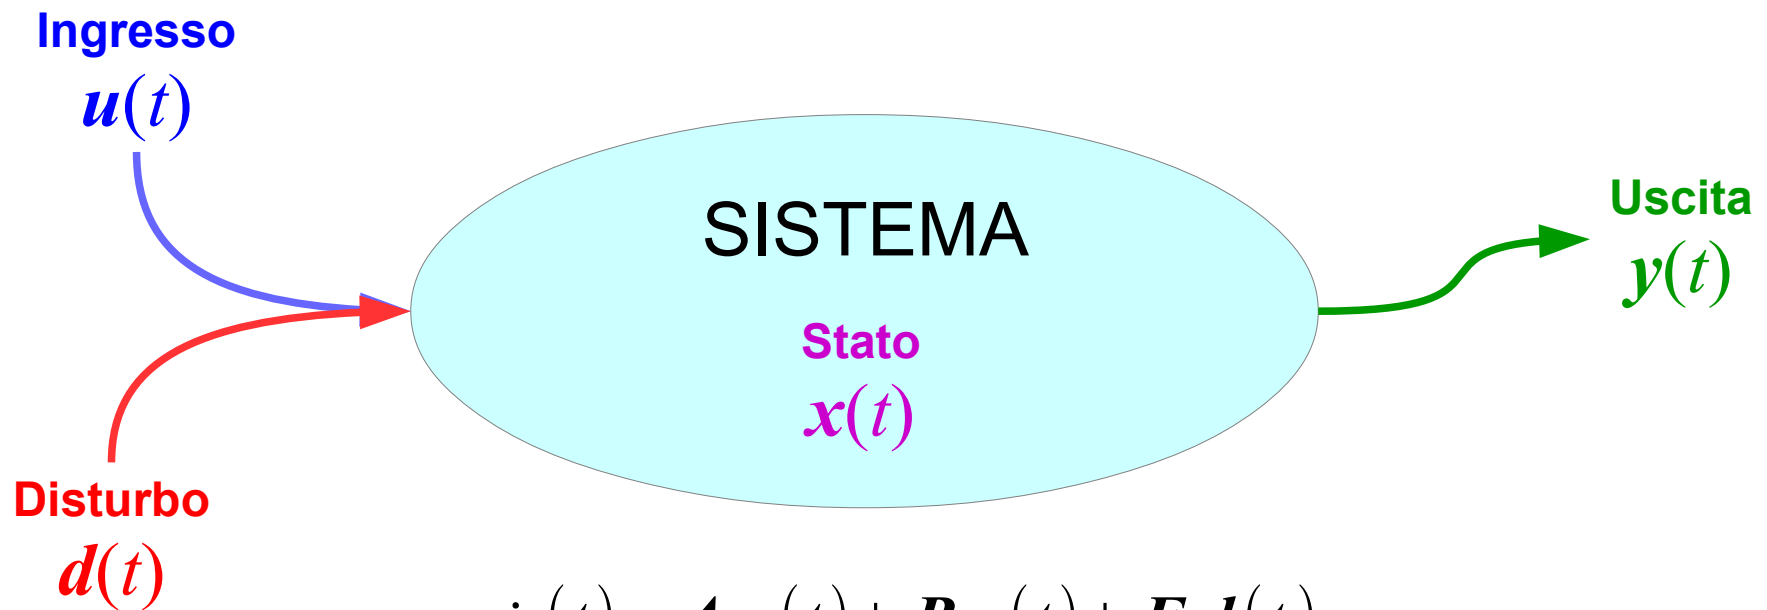 Ingresso
u(t)
SISTEMA
Uscita
y(t)
Stato
x(t)
Disturbo
d(t)